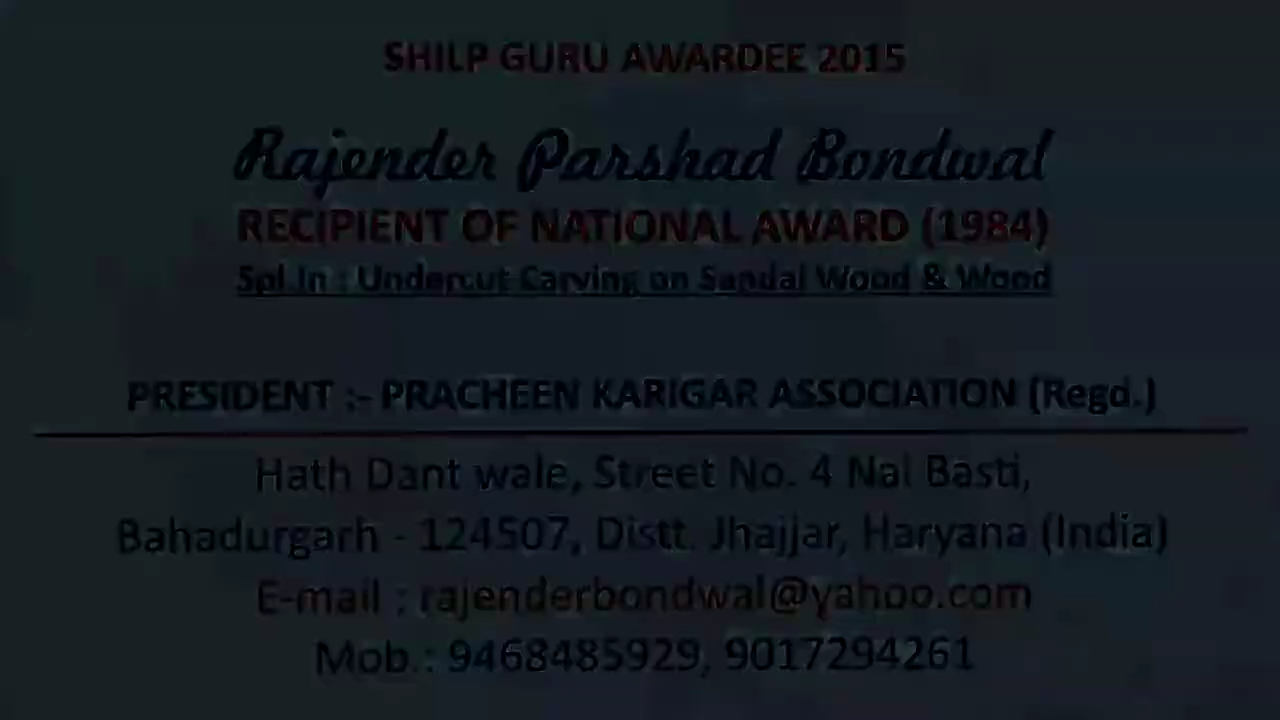 SHILP GURU AWARDEE 2015
Rajender Parshad Bondwal
RECIPIENT OF NATIONAL AWARD (1984)
Spl.In : Undercut Carving on Sandal Wood & Wood
PRESIDENT :- PRACHEEN KARIGAR ASSOCIATION (Regd.)
Hath Dant wale, Street No. 4 Nai Basti,
Bahadurgarh - 124507, Distt. Jhajjar, Haryana (India)
E-mail : rajenderbondwal@yahoo.com
Mob.: 9468485929, 9017294261